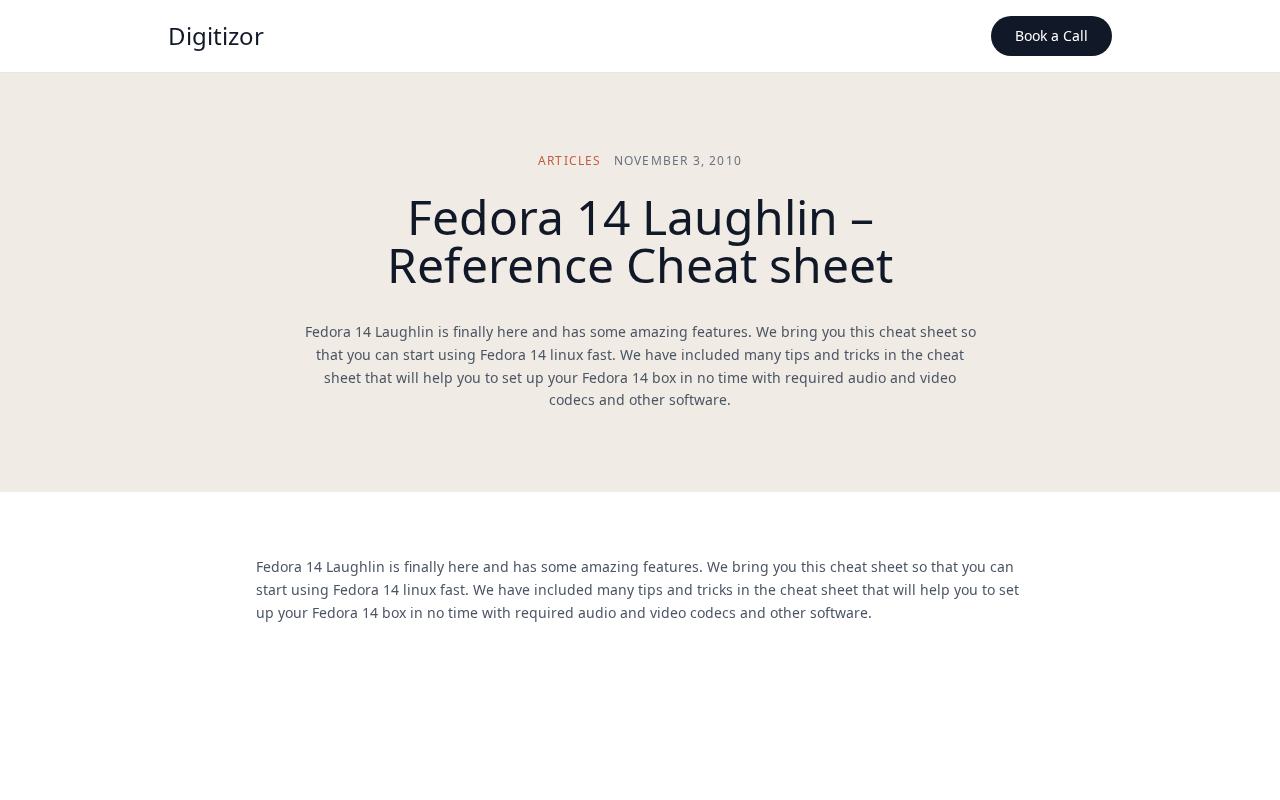 Digitizor
Book a Call
ARTICLES NOVEMBER 3, 2010
Fedora 14 Laughlin –
Reference Cheat sheet
Fedora 14 Laughlin is finally here and has some amazing features. We bring you this cheat sheet so
that you can start using Fedora 14 linux fast. We have included many tips and tricks in the cheat
sheet that will help you to set up your Fedora 14 box in no time with required audio and video
codecs and other software.
Fedora 14 Laughlin is finally here and has some amazing features. We bring you this cheat sheet so that you can
start using Fedora 14 linux fast. We have included many tips and tricks in the cheat sheet that will help you to set
up your Fedora 14 box in no time with required audio and video codecs and other software.